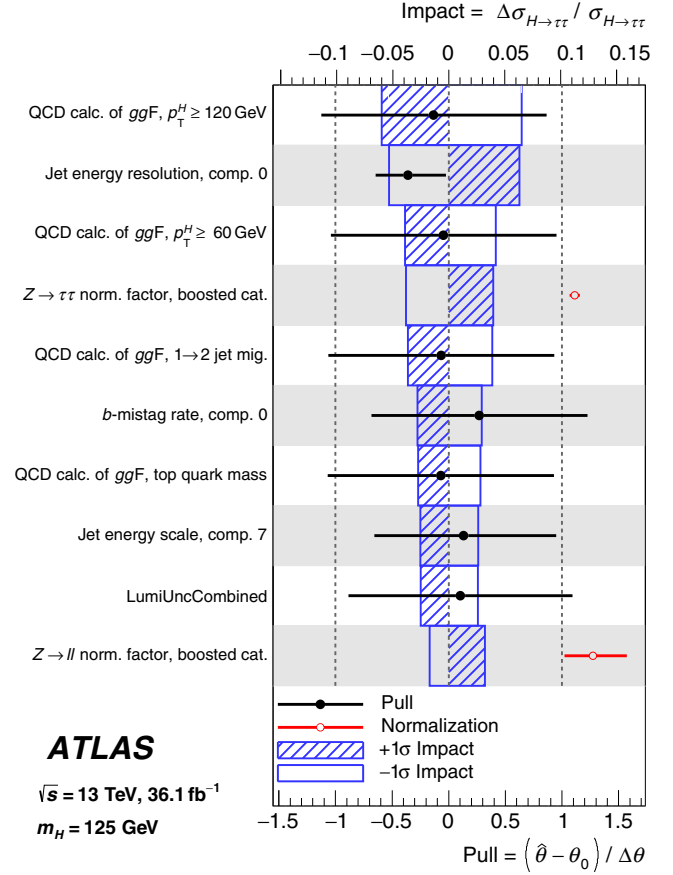 Impact = Δσ_{H→ττ} / σ_{H→ττ}
−0.1 −0.05 0 0.05 0.1 0.15
QCD calc. of ggF, p_T^H ≥ 120 GeV
Jet energy resolution, comp. 0
QCD calc. of ggF, p_T^H ≥ 60 GeV
Z → ττ norm. factor, boosted cat.
QCD calc. of ggF, 1→2 jet mig.
b-mistag rate, comp. 0
QCD calc. of ggF, top quark mass
Jet energy scale, comp. 7
LumiUncCombined
Z → ll norm. factor, boosted cat.
Pull
Normalization
+1σ Impact
−1σ Impact
ATLAS
√s = 13 TeV, 36.1 fb⁻¹
m_H = 125 GeV
−1.5 −1 −0.5 0 0.5 1 1.5
Pull = (θ̂ − θ₀) / Δθ